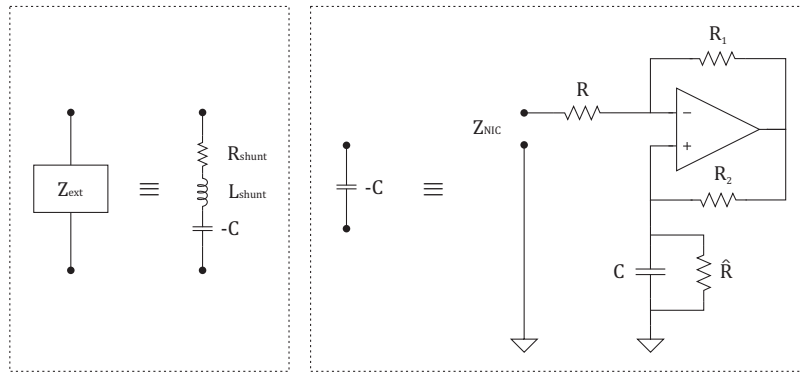 Zext
≡
Rshunt
Lshunt
-C
-C
≡
ZNIC
R
R1
−
+
R2
C
R̂